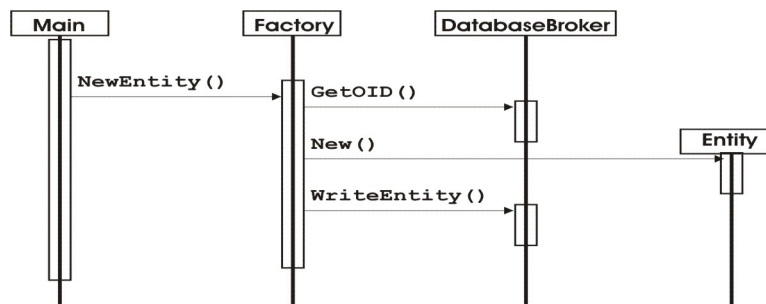 Main
Factory
DatabaseBroker
NewEntity()
GetOID()
New()
Entity
WriteEntity()